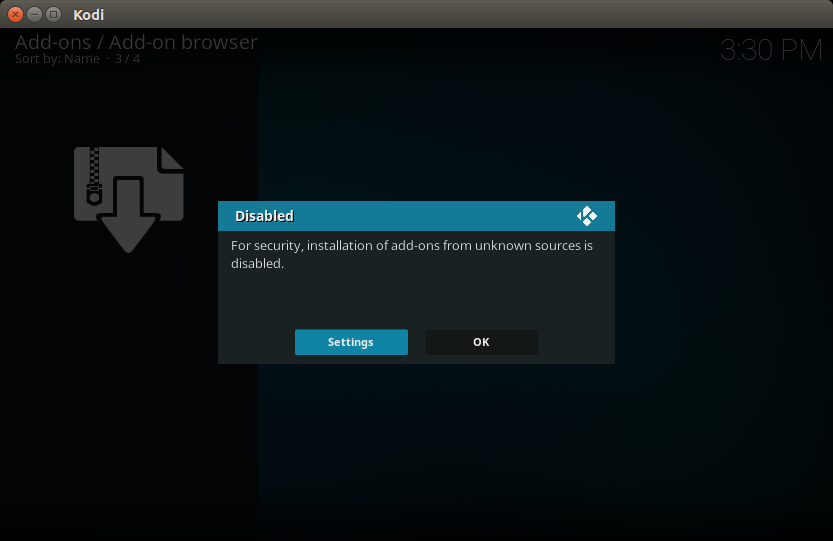 Kodi
Add-ons / Add-on browser
Sort by: Name · 3 / 4
3:30 PM
Disabled
For security, installation of add-ons from unknown sources is
disabled.
Settings
OK